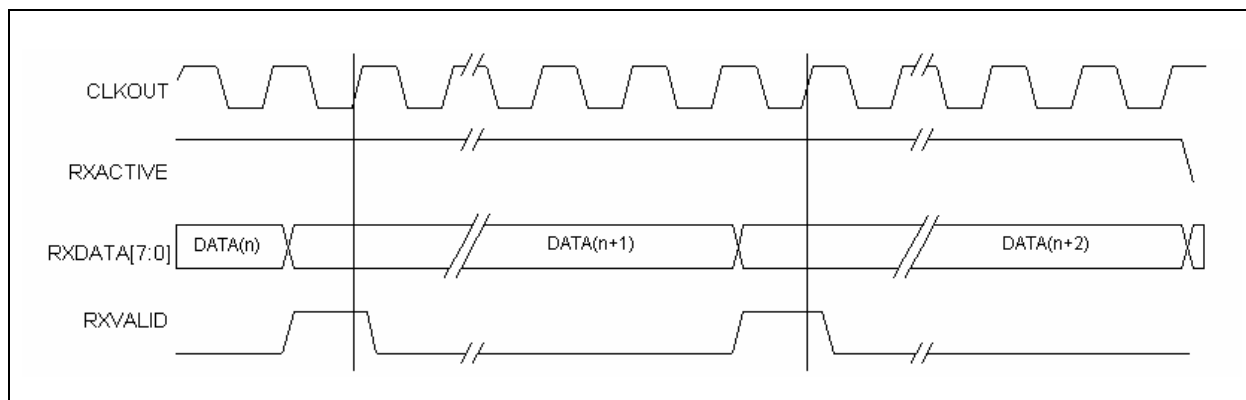 CLKOUT
RXACTIVE
RXDATA[7:0]
DATA(n)
DATA(n+1)
DATA(n+2)
RXVALID